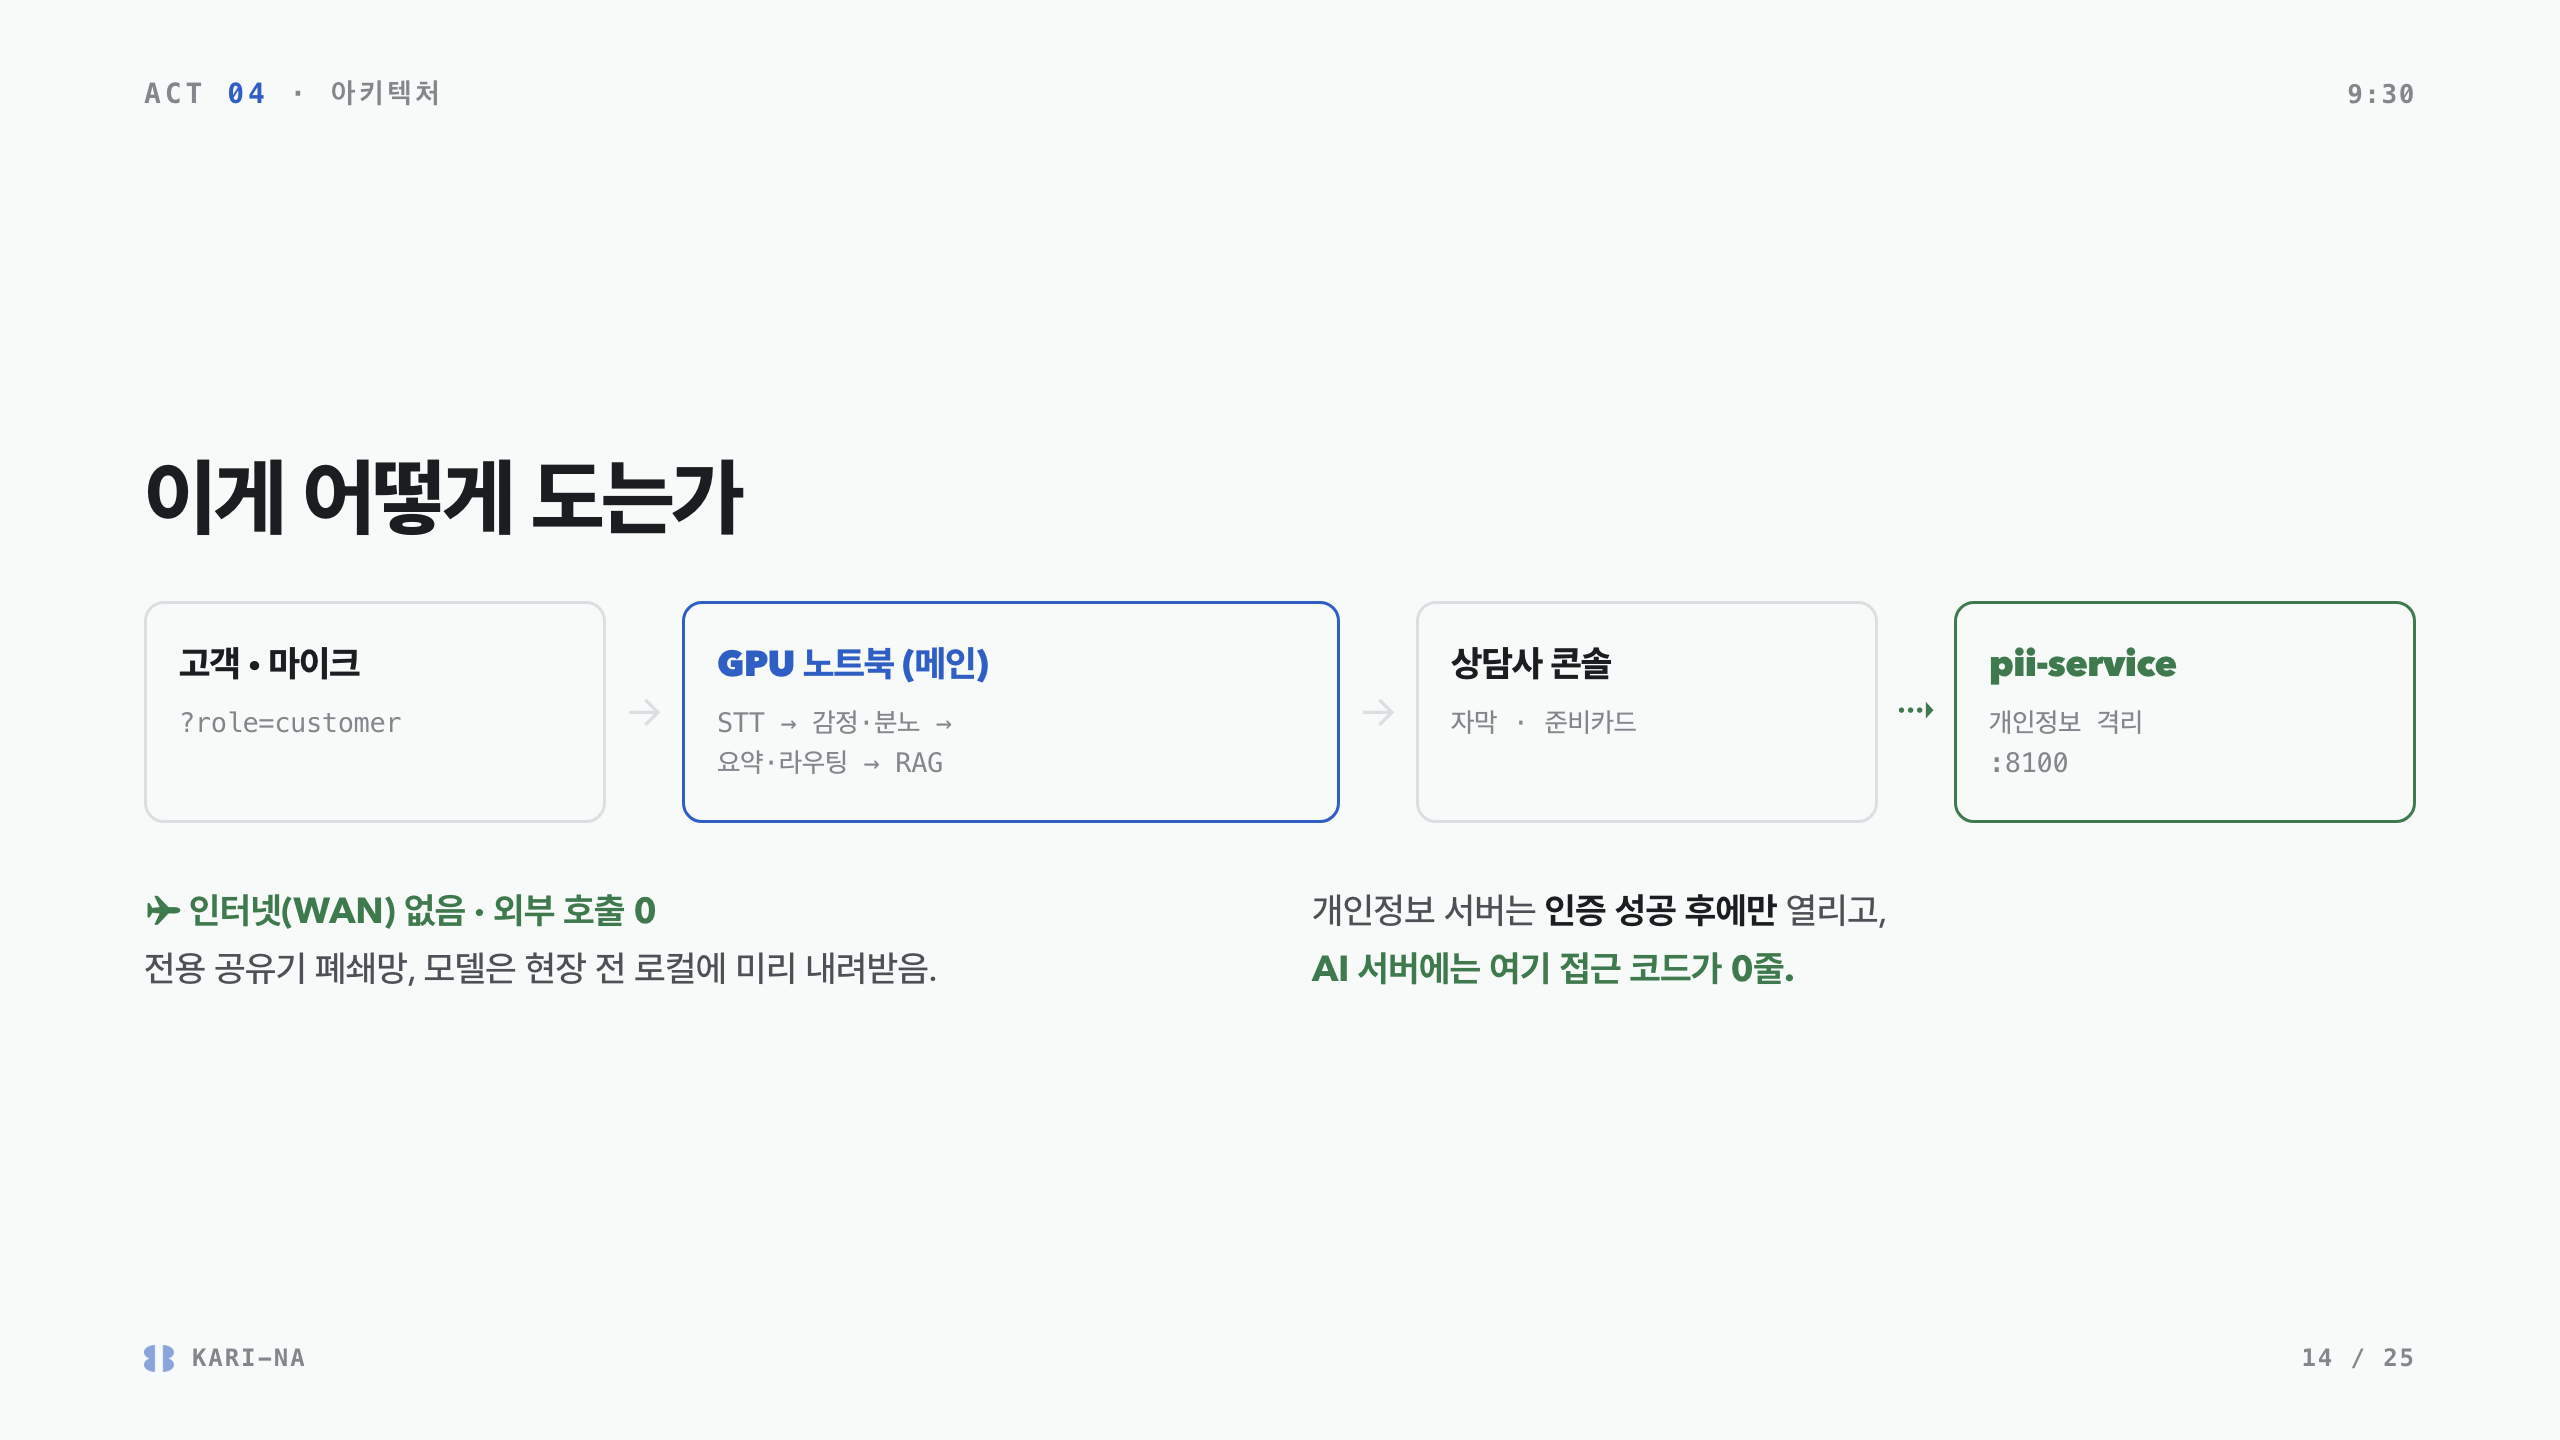 ACT 04 · 아키텍처
9:30
이게 어떻게 도는가
고객 • 마이크
?role=customer
→
GPU 노트북 (메인)
STT → 감정·분노 →
요약·라우팅 → RAG
→
상담사 콘솔
자막 · 준비카드
pii-service
개인정보 격리
:8100
✈ 인터넷(WAN) 없음 · 외부 호출 0
전용 공유기 폐쇄망, 모델은 현장 전 로컬에 미리 내려받음.
개인정보 서버는 인증 성공 후에만 열리고,
AI 서버에는 여기 접근 코드가 0줄.
KARI–NA
14 / 25